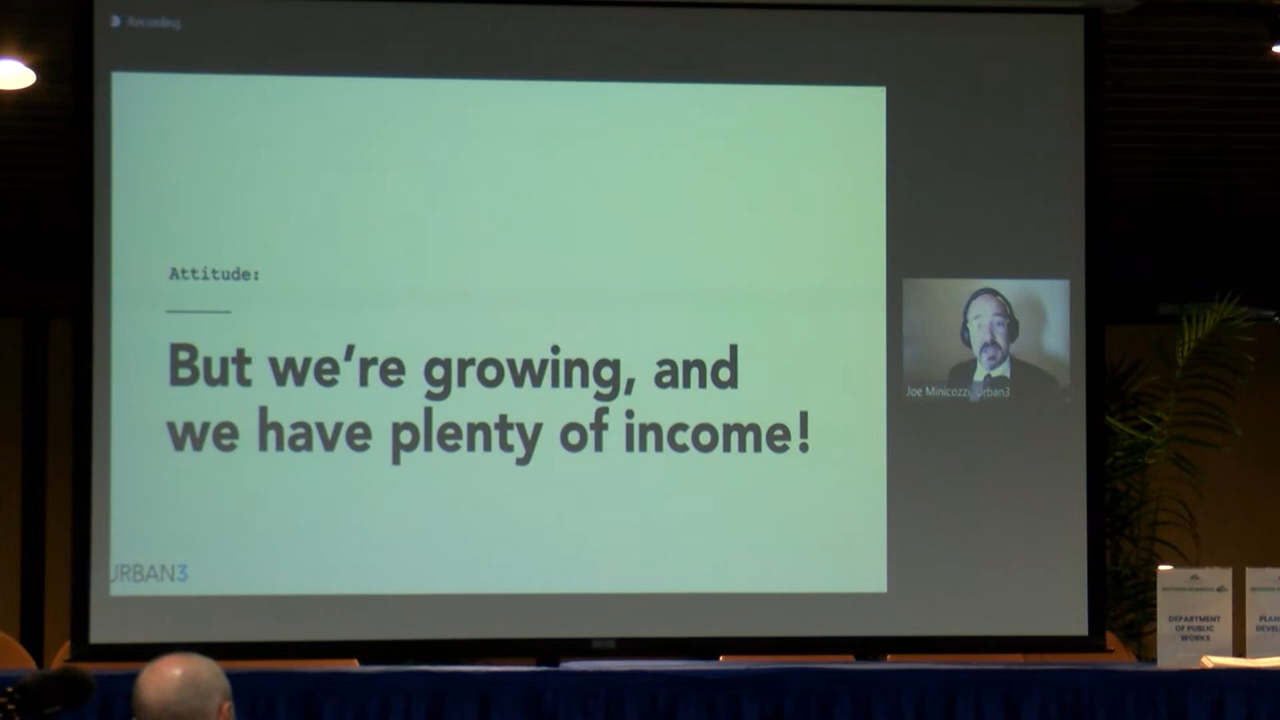 Recording
Attitude:
But we're growing, and
we have plenty of income!
URBAN3
Joe Minicozzi, Urban3
DEPARTMENT
OF PUBLIC
WORKS